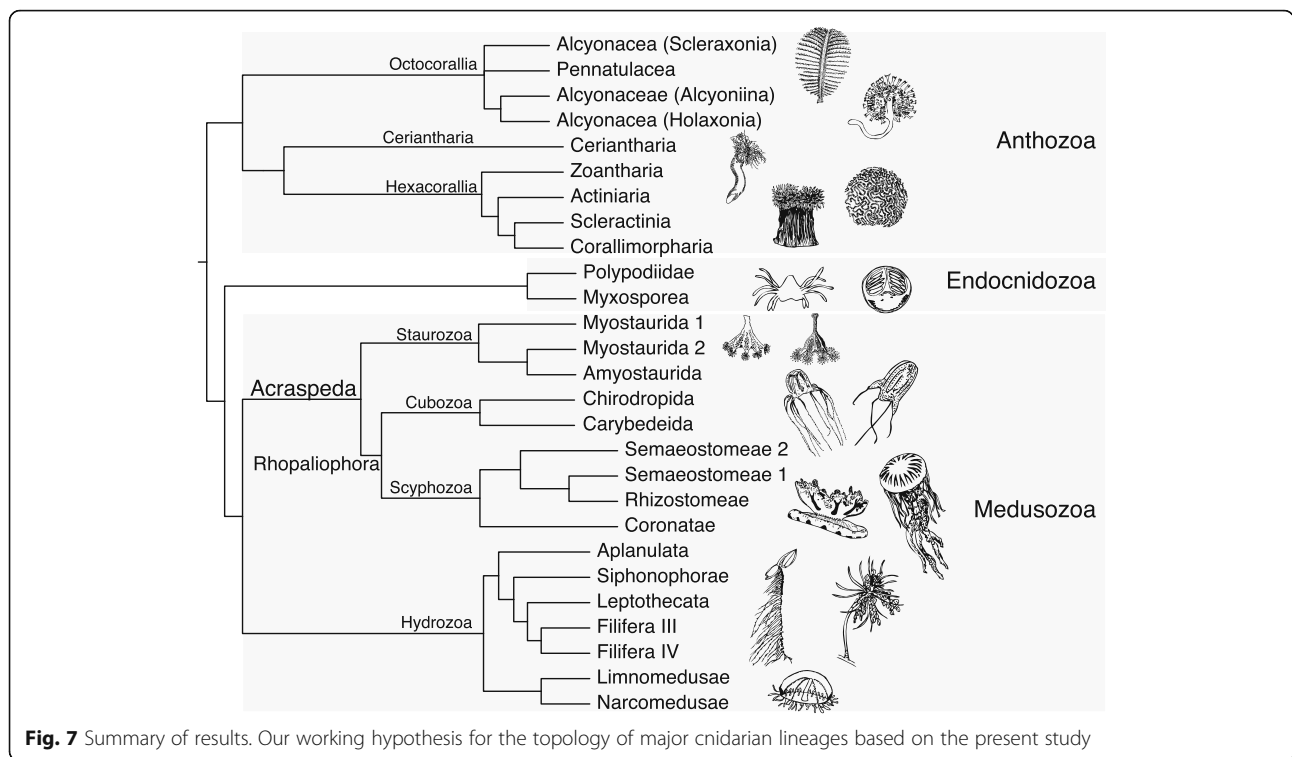 Alcyonacea (Scleraxonia)
Octocorallia
Pennatulacea
Alcyonaceae (Alcyoniina)
Alcyonacea (Holaxonia)
Anthozoa
Ceriantharia
Ceriantharia
Zoantharia
Hexacorallia
Actiniaria
Scleractinia
Corallimorpharia
Polypodiidae
Endocnidozoa
Myxosporea
Myostaurida 1
Staurozoa
Myostaurida 2
Amyostaurida
Acraspeda
Chirodropida
Cubozoa
Carybedeida
Semaeostomeae 2
Rhopaliophora
Semaeostomeae 1
Scyphozoa
Rhizostomeae
Medusozoa
Coronatae
Aplanulata
Siphonophorae
Leptothecata
Hydrozoa
Filifera III
Filifera IV
Limnomedusae
Narcomedusae
Fig. 7 Summary of results. Our working hypothesis for the topology of major cnidarian lineages based on the present study